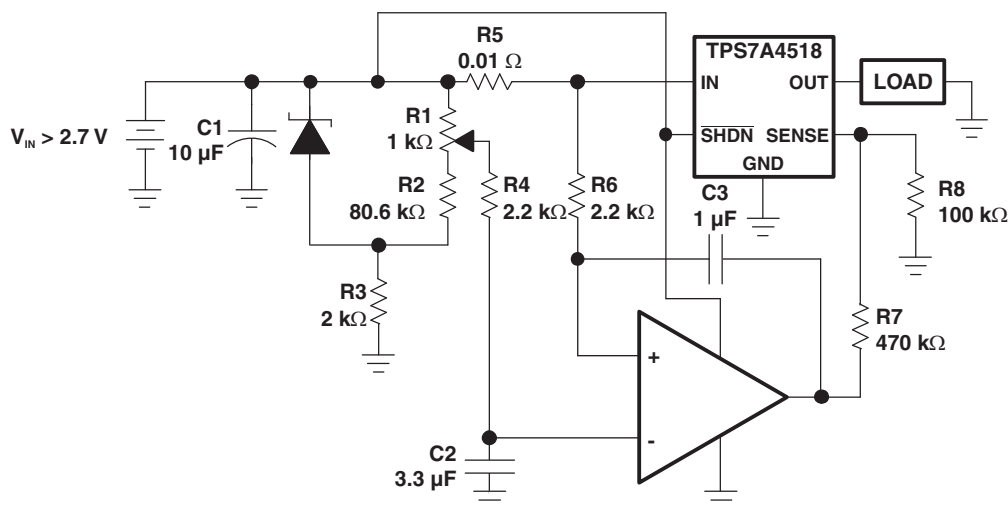 R5
0.01 Ω
TPS7A4518
IN
OUT
LOAD
R1
1 kΩ
V_IN > 2.7 V
C1
10 µF
SHDN
SENSE
GND
R2
80.6 kΩ
R4
2.2 kΩ
R6
2.2 kΩ
C3
1 µF
R8
100 kΩ
R3
2 kΩ
R7
470 kΩ
+
-
C2
3.3 µF